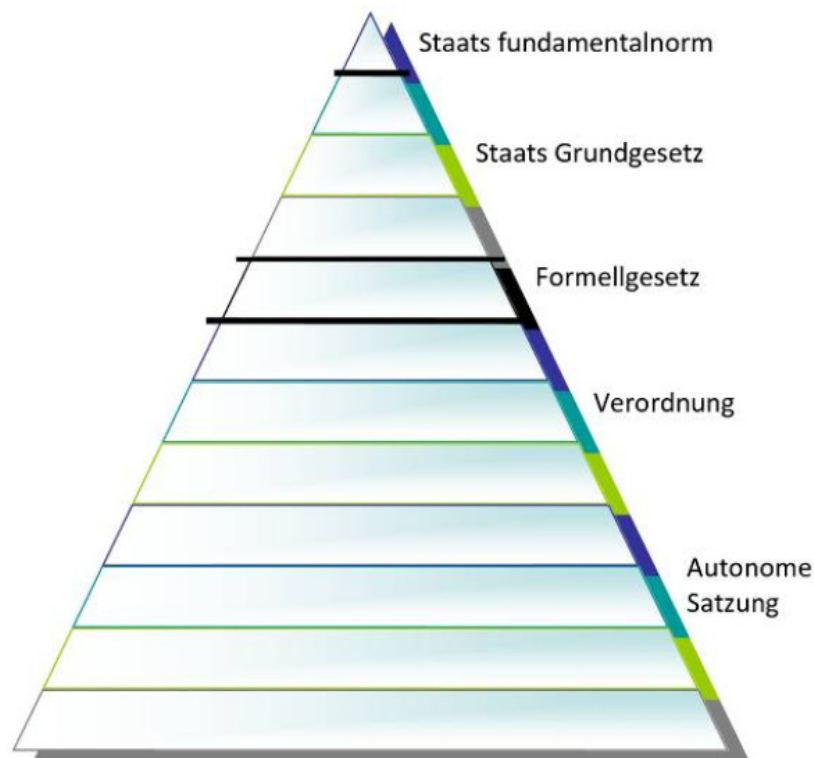 Staats fundamentalnorm
Staats Grundgesetz
Formellgesetz
Verordnung
Autonome
Satzung